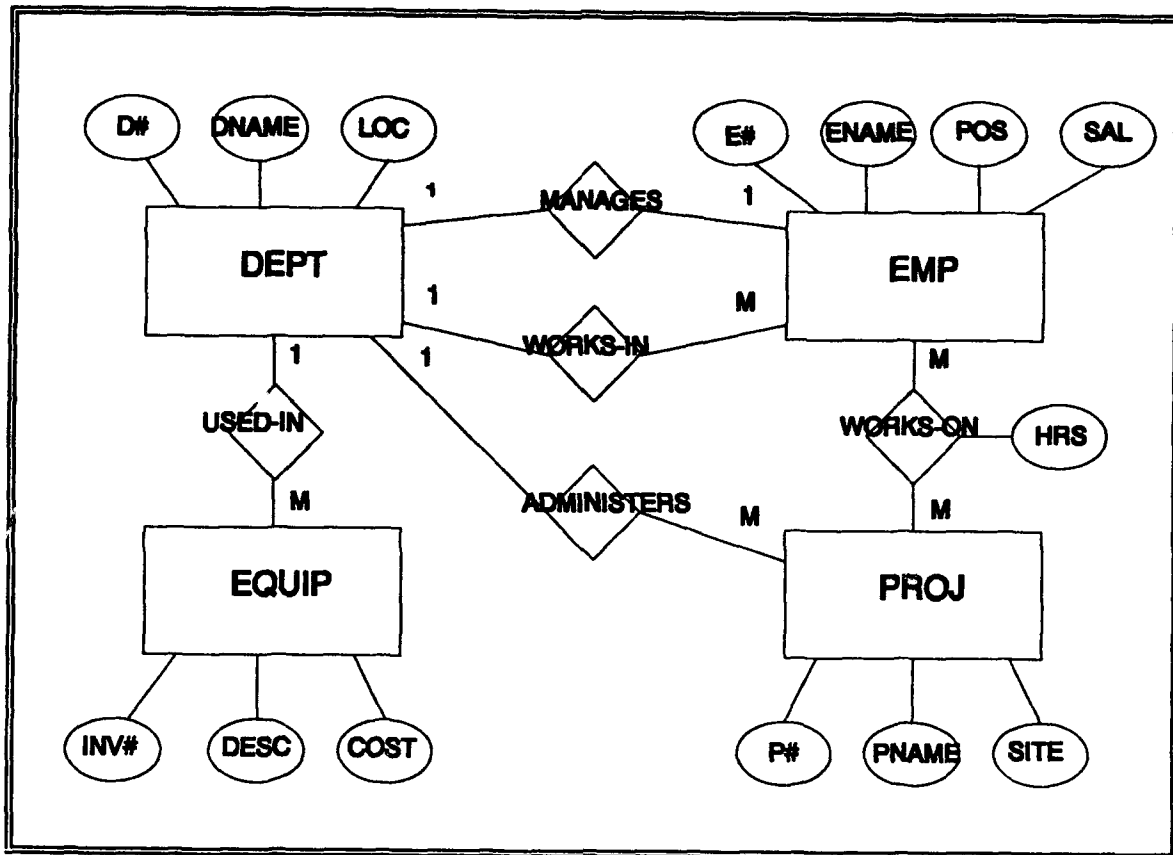 D# DNAME LOC E# ENAME POS SAL
1 MANAGES 1
DEPT EMP
1 WORKS-IN M
1 1 M
USED-IN WORKS-ON HRS
M ADMINISTERS M M
EQUIP PROJ
INV# DESC COST P# PNAME SITE